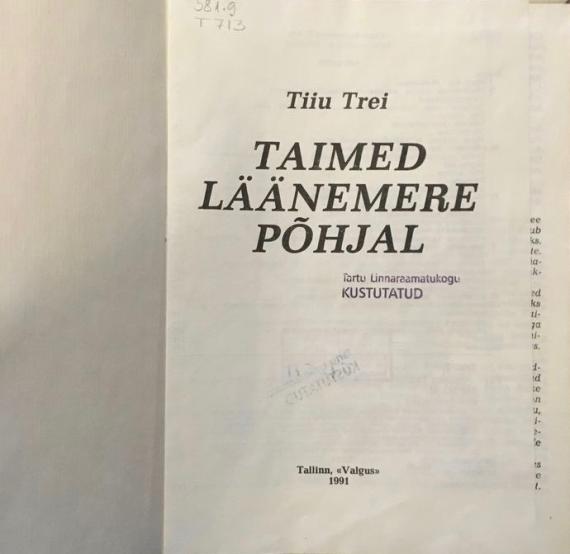 581.9
T 713
Tiiu Trei
TAIMED
LÄÄNEMERE
PÕHJAL
Tartu Linnaraamatukogu
KUSTUTATUD
Tallinn, «Valgus»
1991